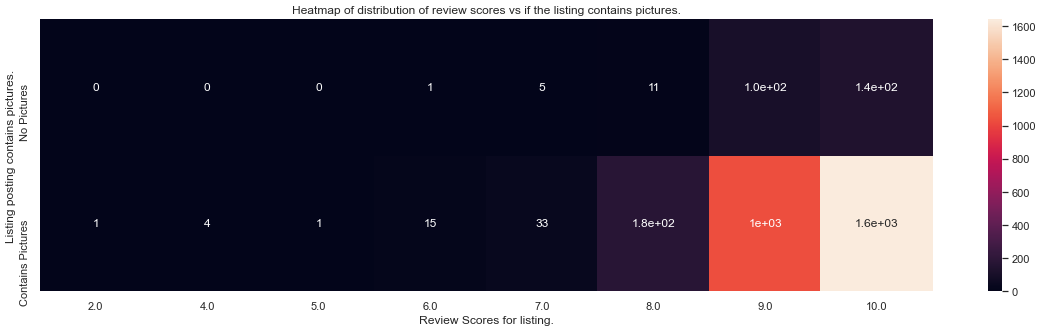 Heatmap of distribution of review scores vs if the listing contains pictures.
Listing posting contains pictures.
No Pictures
0 0 0 1 5 11 1.0e+02 1.4e+02
Contains Pictures
1 4 1 15 33 1.8e+02 1e+03 1.6e+03
2.0 4.0 5.0 6.0 7.0 8.0 9.0 10.0
Review Scores for listing.
1600
1400
1200
1000
800
600
400
200
0